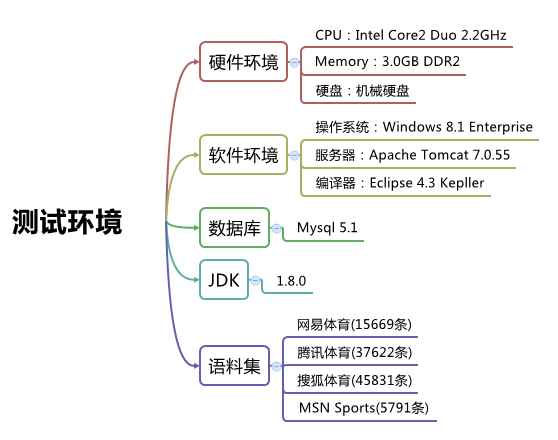 测试环境
硬件环境
CPU：Intel Core2 Duo 2.2GHz
Memory：3.0GB DDR2
硬盘：机械硬盘
软件环境
操作系统：Windows 8.1 Enterprise
服务器：Apache Tomcat 7.0.55
编译器：Eclipse 4.3 Kepller
数据库
Mysql 5.1
JDK
1.8.0
语料集
网易体育(15669条)
腾讯体育(37622条)
搜狐体育(45831条)
MSN Sports(5791条)